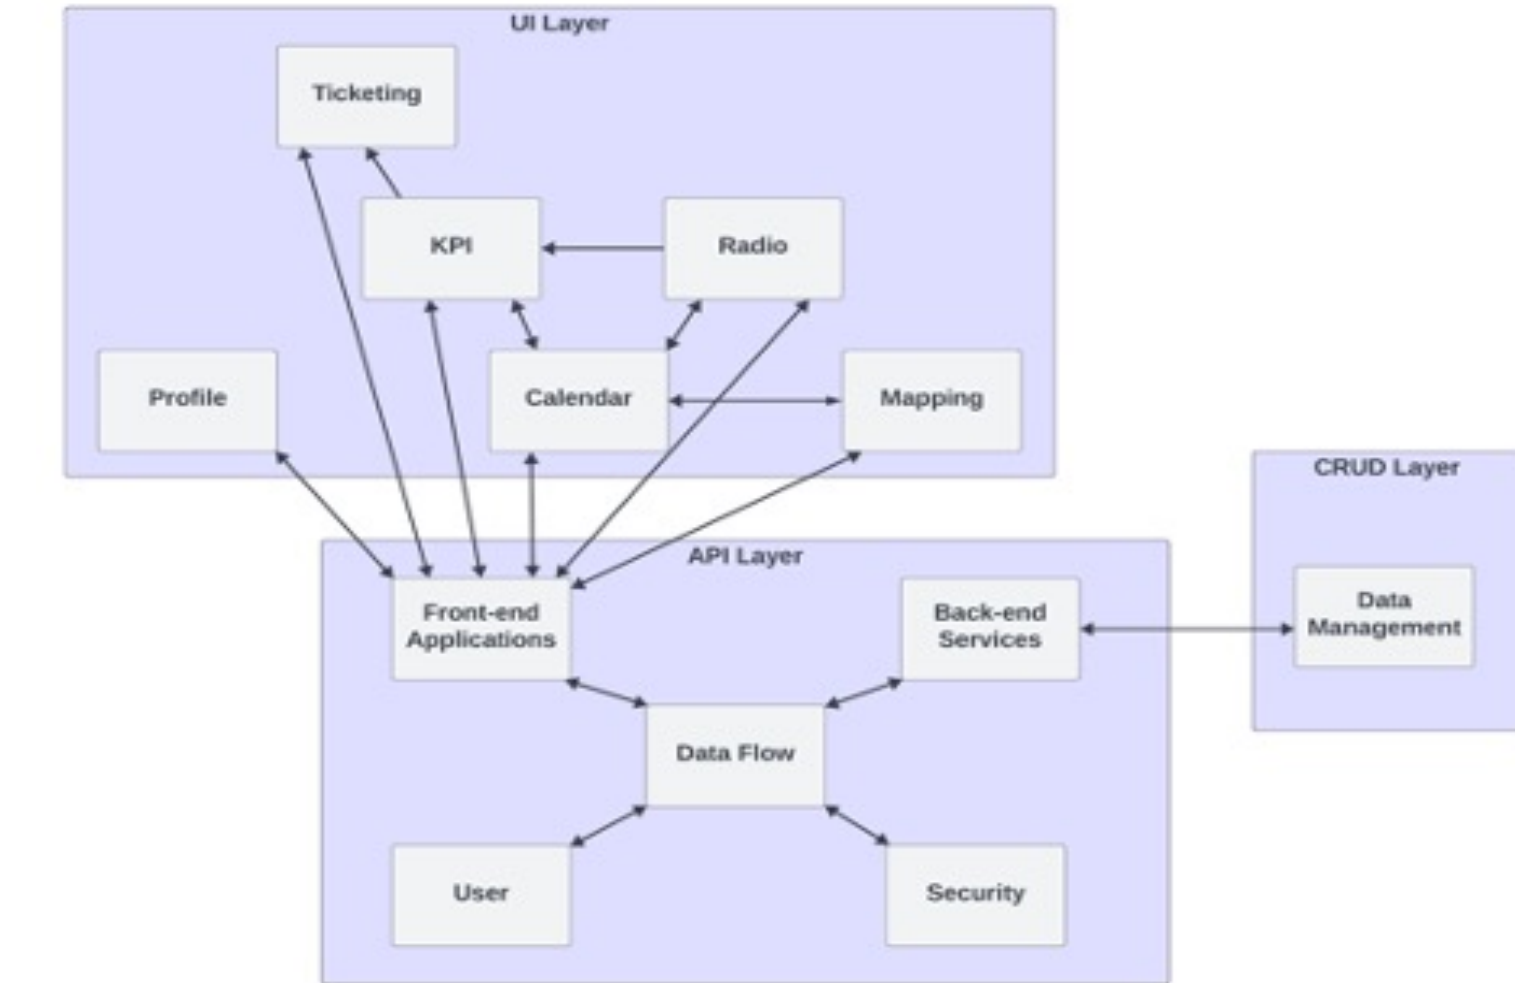 UI Layer
Ticketing
KPI
Radio
Profile
Calendar
Mapping
CRUD Layer
Data
Management
API Layer
Front-end
Applications
Back-end
Services
Data Flow
User
Security